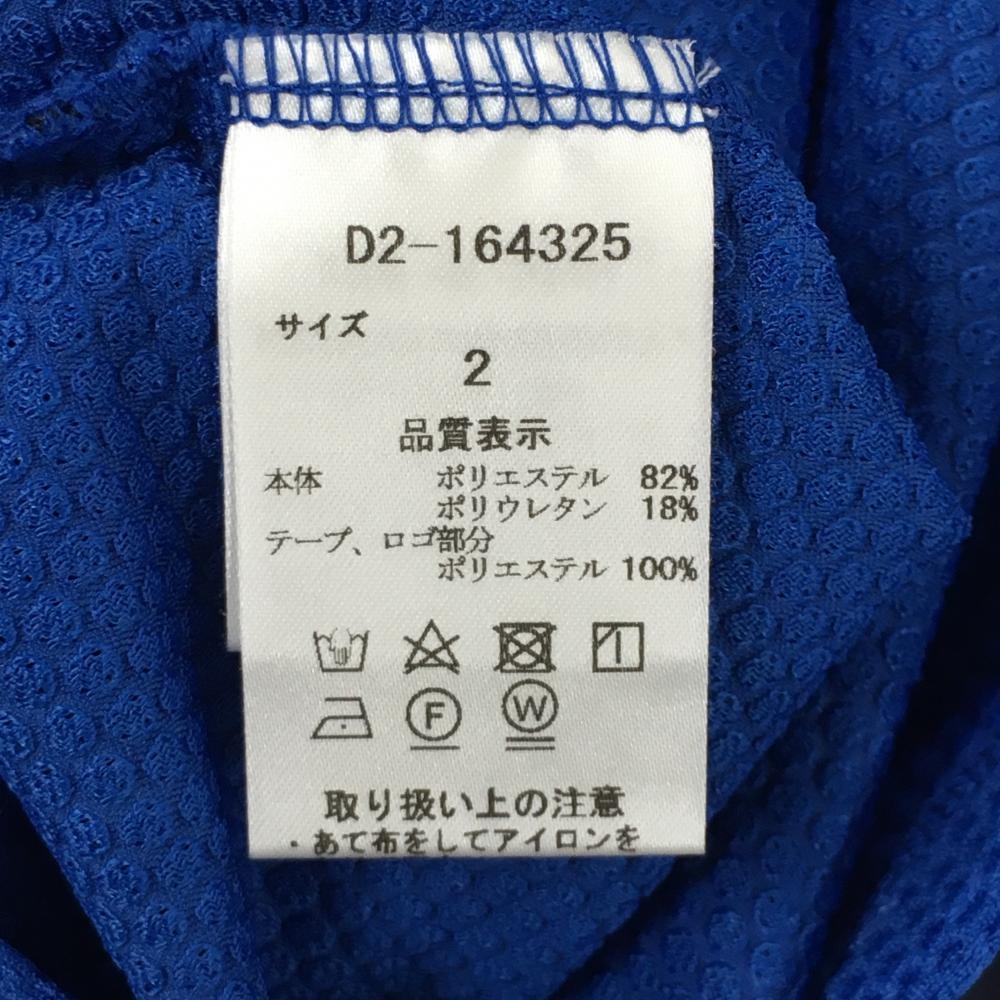 D2-164325
サイズ
2
品質表示
本体 ポリエステル 82%
ポリウレタン 18%
テープ、ロゴ部分
ポリエステル 100%
F W
取り扱い上の注意
・あて布をしてアイロンを